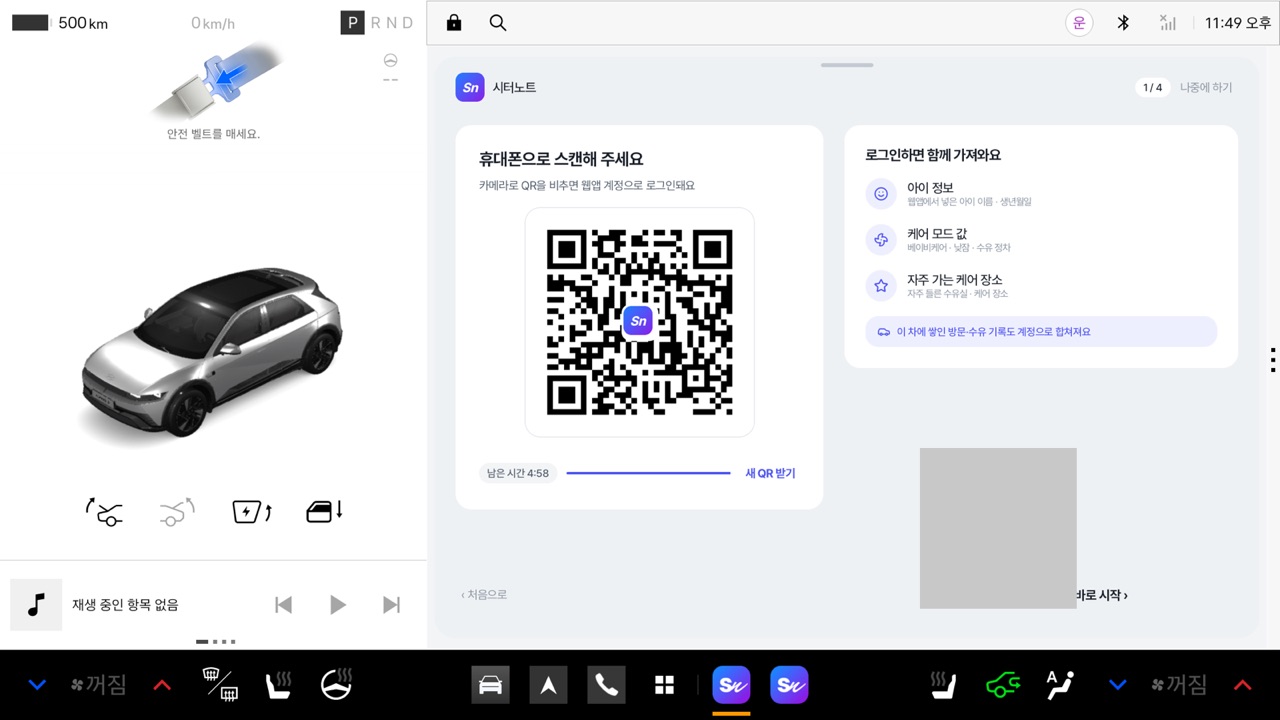 500 km
0 km/h
P R N D
안전 벨트를 매세요.
재생 중인 항목 없음
운
11:49 오후
Sn 시터노트
1 / 4
나중에 하기
휴대폰으로 스캔해 주세요
카메라로 QR을 비추면 웹앱 계정으로 로그인돼요
Sn
남은 시간 4:58
새 QR 받기
로그인하면 함께 가져와요
아이 정보
웹앱에서 넣은 아이 이름 · 생년월일
케어 모드 값
베이비케어 · 낮잠 · 수유 정차
자주 가는 케어 장소
자주 들른 수유실 · 케어 장소
이 차에 쌓인 방문·수유 기록도 계정으로 합쳐져요
‹ 처음으로
바로 시작 ›
꺼짐
A
꺼짐